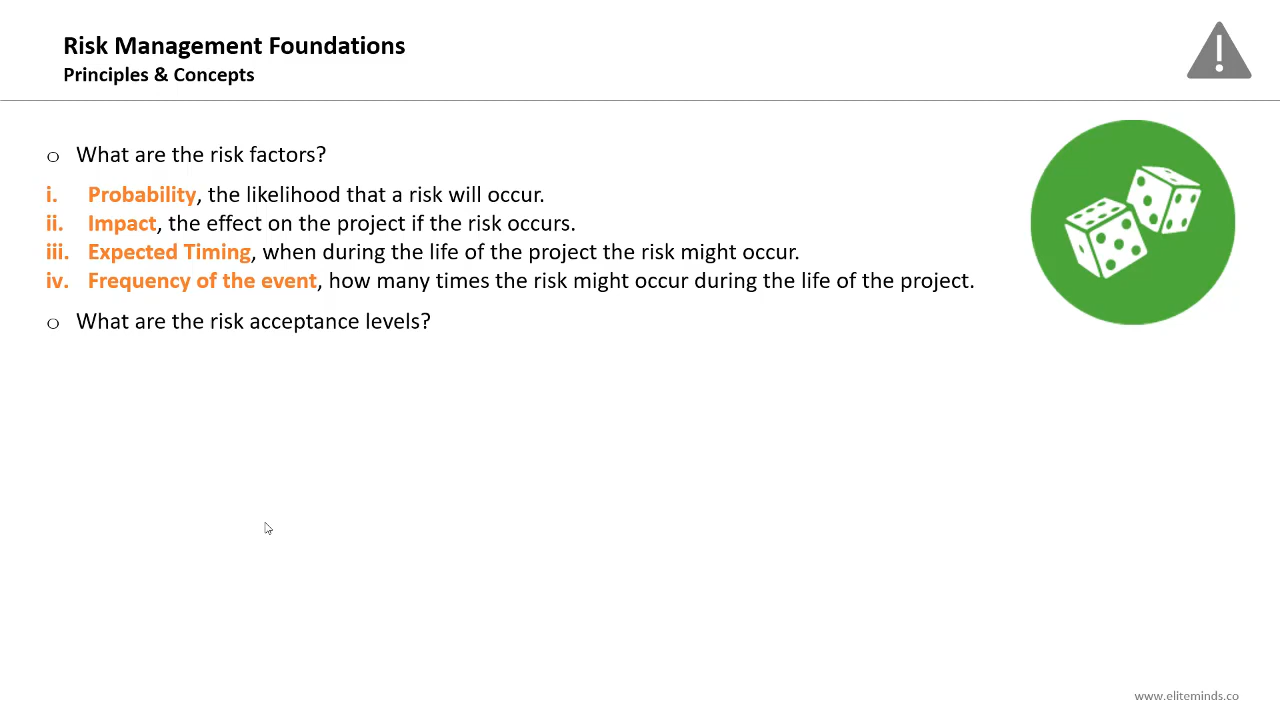 Risk Management Foundations
Principles & Concepts
o What are the risk factors?
i. Probability, the likelihood that a risk will occur.
ii. Impact, the effect on the project if the risk occurs.
iii. Expected Timing, when during the life of the project the risk might occur.
iv. Frequency of the event, how many times the risk might occur during the life of the project.
o What are the risk acceptance levels?
www.eliteminds.co